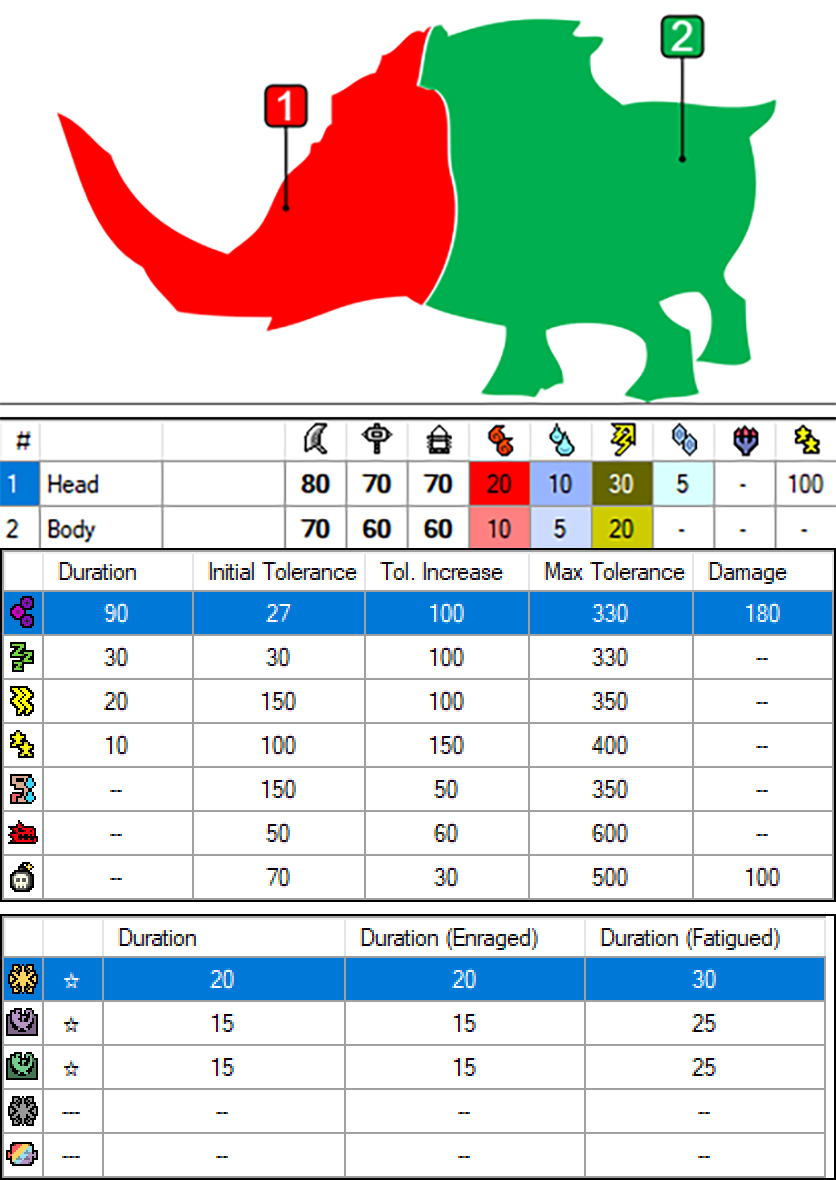 1
2
#
1 Head 80 70 70 20 10 30 5 - 100
2 Body 70 60 60 10 5 20 - - -
Duration Initial Tolerance Tol. Increase Max Tolerance Damage
90 27 100 330 180
30 30 100 330 --
20 150 100 350 --
10 100 150 400 --
-- 150 50 350 --
-- 50 60 600 --
-- 70 30 500 100
Duration Duration (Enraged) Duration (Fatigued)
☆ 20 20 30
☆ 15 15 25
☆ 15 15 25
--- -- -- --
--- -- -- --